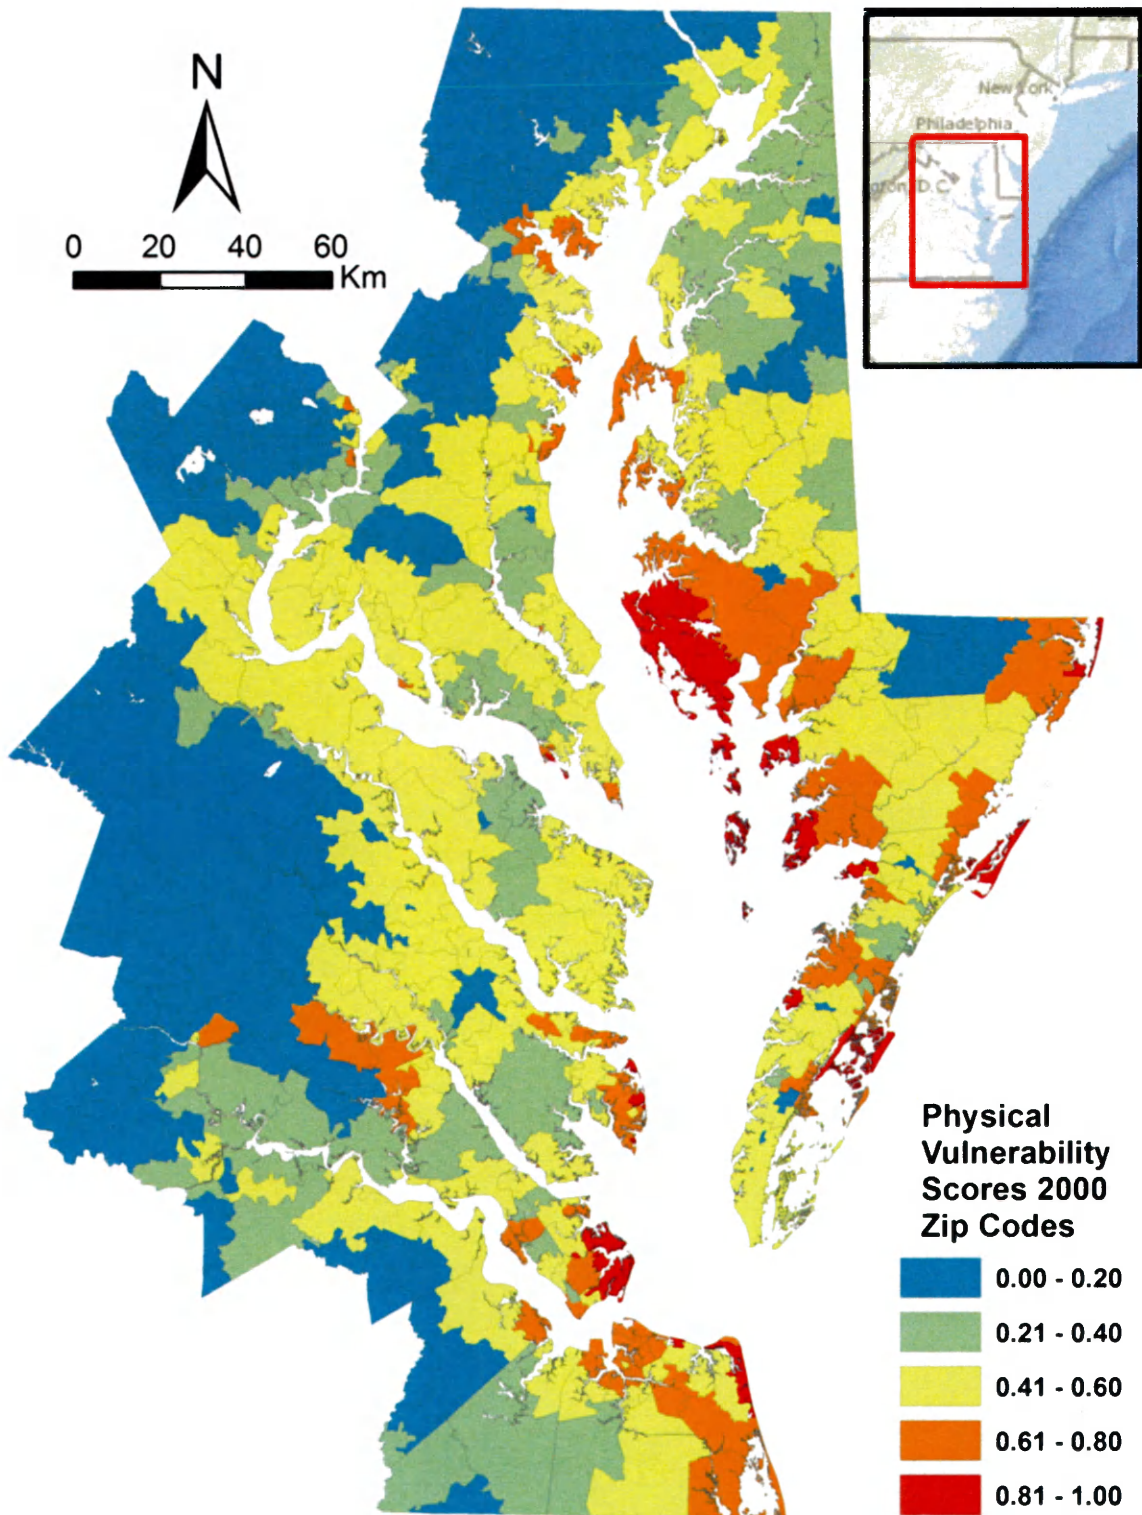 N
0 20 40 60
Km
New York
Philadelphia
D.C.
Physical
Vulnerability
Scores 2000
Zip Codes
0.00 - 0.20
0.21 - 0.40
0.41 - 0.60
0.61 - 0.80
0.81 - 1.00